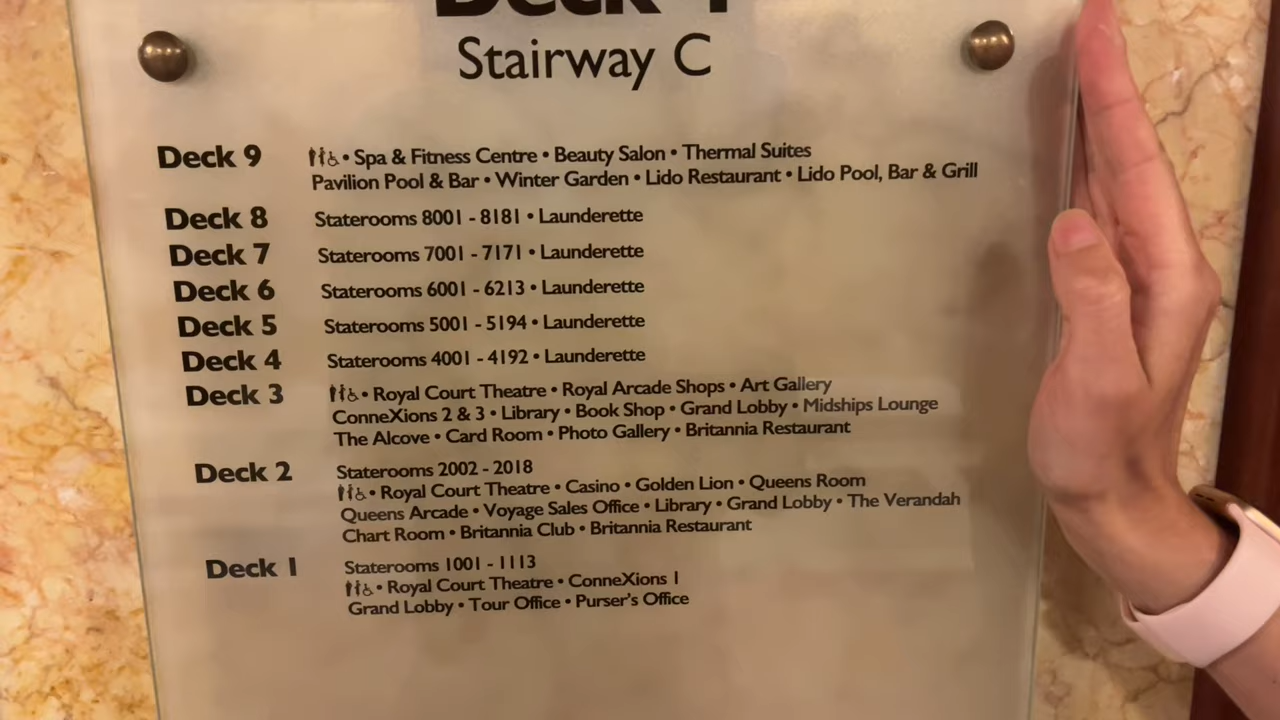 Deck
Stairway C
Deck 9 • Spa & Fitness Centre • Beauty Salon • Thermal Suites
Pavilion Pool & Bar • Winter Garden • Lido Restaurant • Lido Pool, Bar & Grill
Deck 8 Staterooms 8001 - 8181 • Launderette
Deck 7 Staterooms 7001 - 7171 • Launderette
Deck 6 Staterooms 6001 - 6213 • Launderette
Deck 5 Staterooms 5001 - 5194 • Launderette
Deck 4 Staterooms 4001 - 4192 • Launderette
Deck 3 • Royal Court Theatre • Royal Arcade Shops • Art Gallery
ConneXions 2 & 3 • Library • Book Shop • Grand Lobby • Midships Lounge
The Alcove • Card Room • Photo Gallery • Britannia Restaurant
Deck 2 Staterooms 2002 - 2018
• Royal Court Theatre • Casino • Golden Lion • Queens Room
Queens Arcade • Voyage Sales Office • Library • Grand Lobby • The Verandah
Chart Room • Britannia Club • Britannia Restaurant
Deck 1 Staterooms 1001 - 1113
• Royal Court Theatre • ConneXions 1
Grand Lobby • Tour Office • Purser's Office